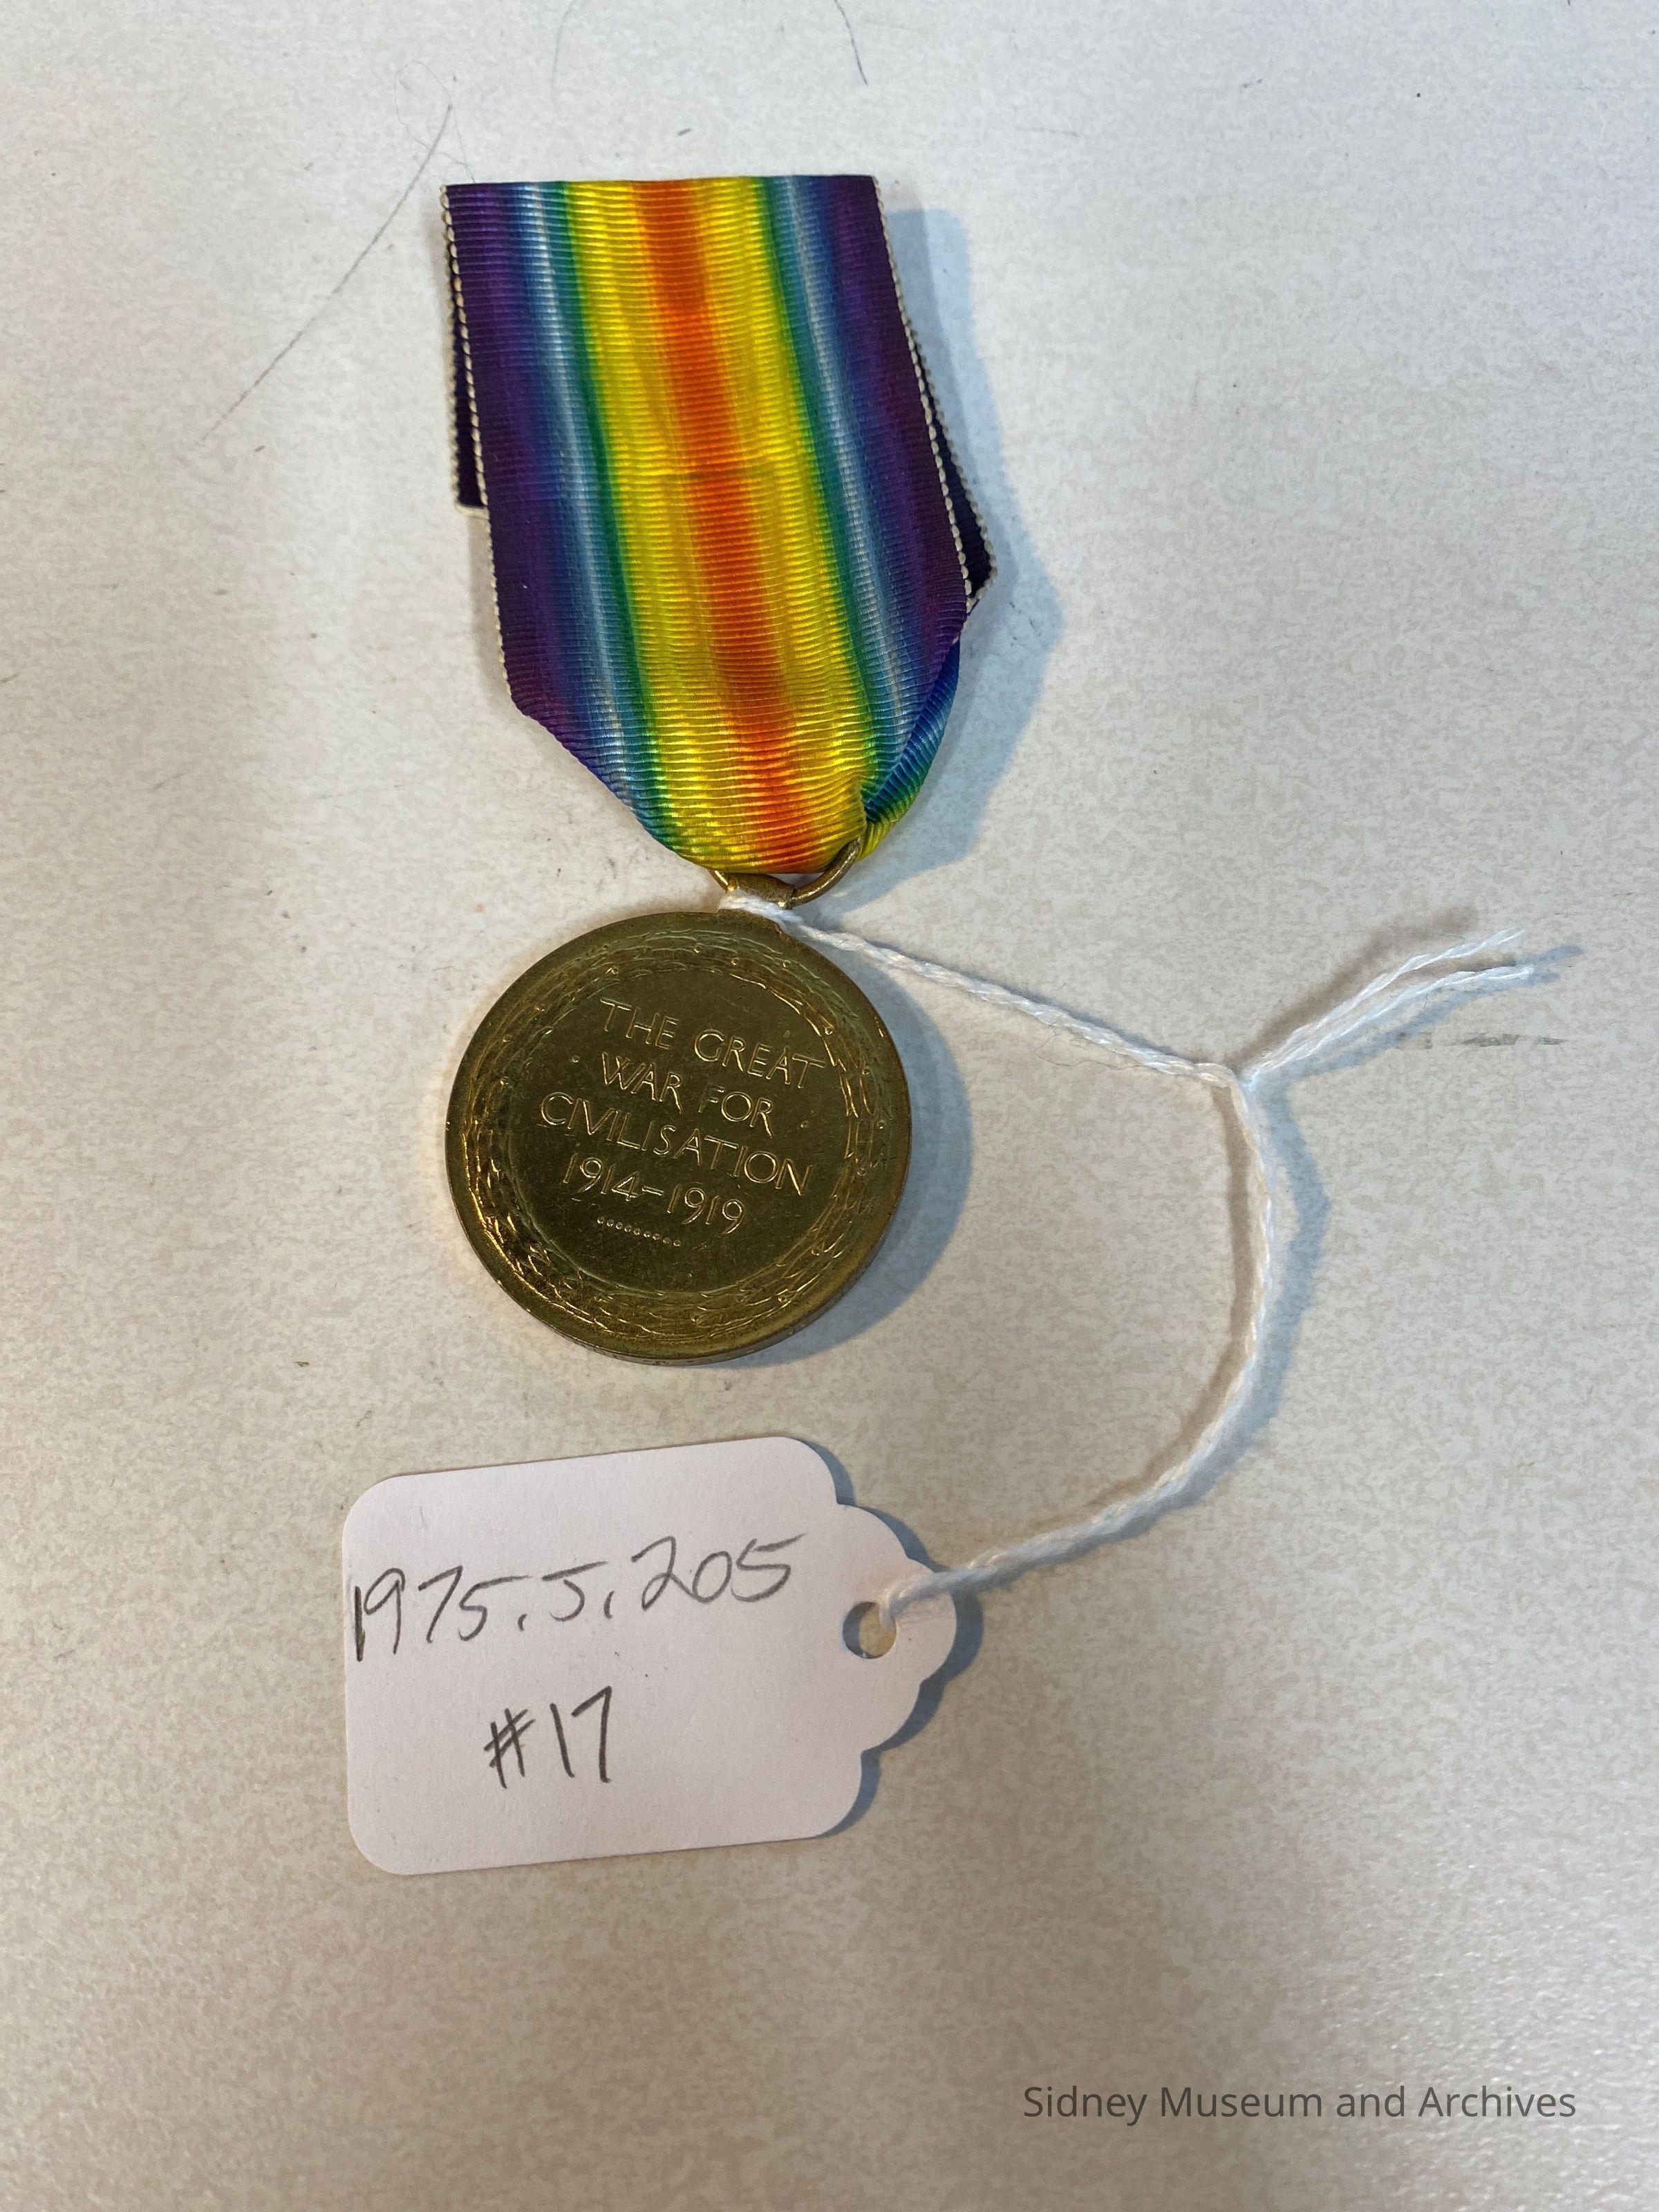 THE GREAT
WAR FOR
CIVILISATION
1914-1919
1975.5.205
#17
Sidney Museum and Archives